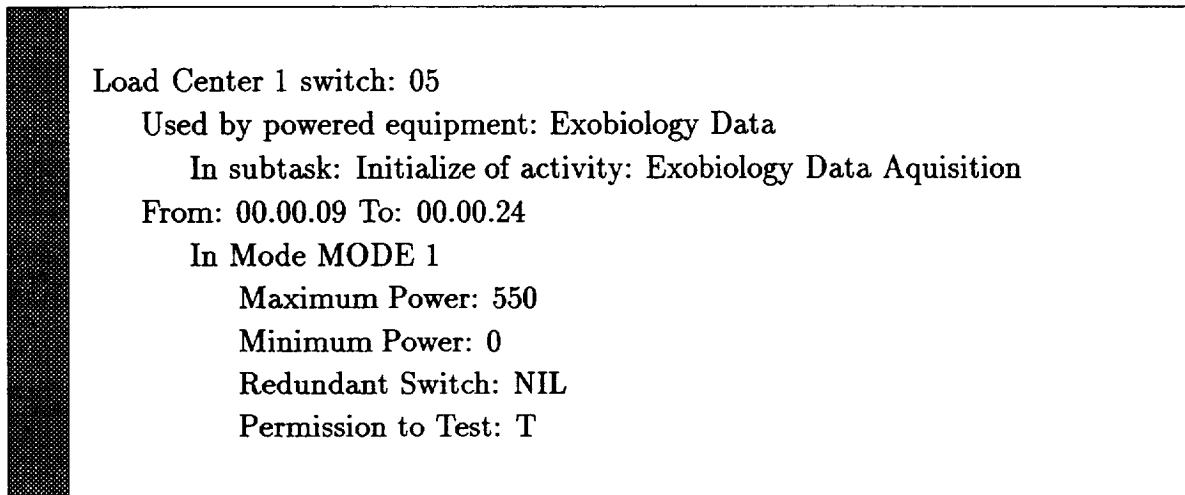 Load Center 1 switch: 05
Used by powered equipment: Exobiology Data
In subtask: Initialize of activity: Exobiology Data Aquisition
From: 00.00.09 To: 00.00.24
In Mode MODE 1
Maximum Power: 550
Minimum Power: 0
Redundant Switch: NIL
Permission to Test: T